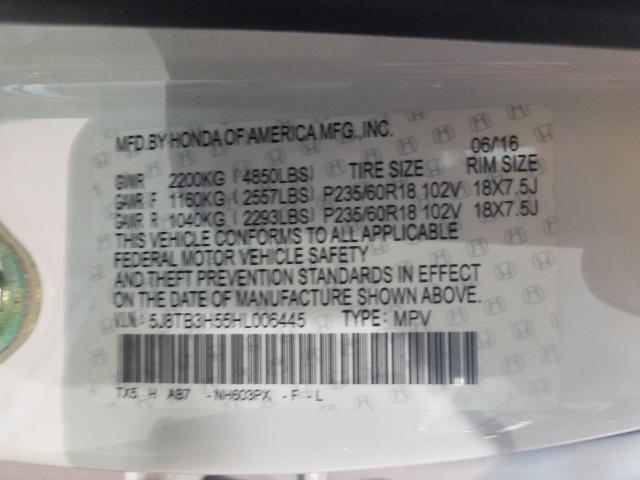 MFD.BY HONDA OF AMERICA MFG.,INC. 06/16
GVWR 2200KG (4850LBS) TIRE SIZE RIM SIZE
GAWR F 1160KG (2557LBS) P235/60R18 102V 18X7.5J
GAWR R 1040KG (2293LBS) P235/60R18 102V 18X7.5J
THIS VEHICLE CONFORMS TO ALL APPLICABLE
FEDERAL MOTOR VEHICLE SAFETY
AND THEFT PREVENTION STANDARDS IN EFFECT
ON THE DATE OF MANUFACTURE SHOWN ABOVE.
V.I.N.: 5J8TB3H55HL006445 TYPE: MPV
TX5 H AB7 - NH603PX - F - L